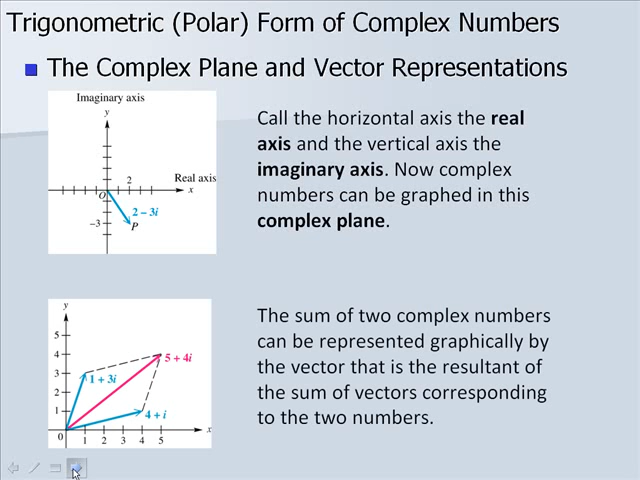 Trigonometric (Polar) Form of Complex Numbers
The Complex Plane and Vector Representations
Imaginary axis
y
2
Real axis
O
x
2 – 3i
–3
P
Call the horizontal axis the real
axis and the vertical axis the
imaginary axis. Now complex
numbers can be graphed in this
complex plane.
y
5
4
3
2
1
0
1 2 3 4 5
x
1 + 3i
5 + 4i
4 + i
The sum of two complex numbers
can be represented graphically by
the vector that is the resultant of
the sum of vectors corresponding
to the two numbers.